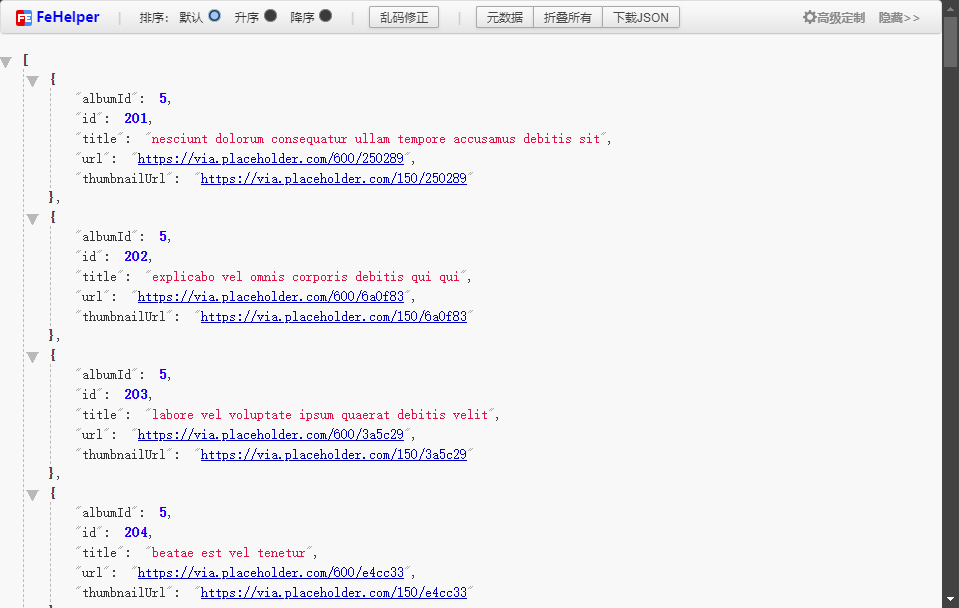 FE FeHelper | 排序: 默认 升序 降序 | 乱码修正 | 元数据 折叠所有 下载JSON 高级定制 隐藏>>
[
{
"albumId": 5,
"id": 201,
"title": "nesciunt dolorum consequatur ullam tempore accusamus debitis sit",
"url": "https://via.placeholder.com/600/250289",
"thumbnailUrl": "https://via.placeholder.com/150/250289"
},
{
"albumId": 5,
"id": 202,
"title": "explicabo vel omnis corporis debitis qui qui",
"url": "https://via.placeholder.com/600/6a0f83",
"thumbnailUrl": "https://via.placeholder.com/150/6a0f83"
},
{
"albumId": 5,
"id": 203,
"title": "labore vel voluptate ipsum quaerat debitis velit",
"url": "https://via.placeholder.com/600/3a5c29",
"thumbnailUrl": "https://via.placeholder.com/150/3a5c29"
},
{
"albumId": 5,
"id": 204,
"title": "beatae est vel tenetur",
"url": "https://via.placeholder.com/600/e4cc33",
"thumbnailUrl": "https://via.placeholder.com/150/e4cc33"